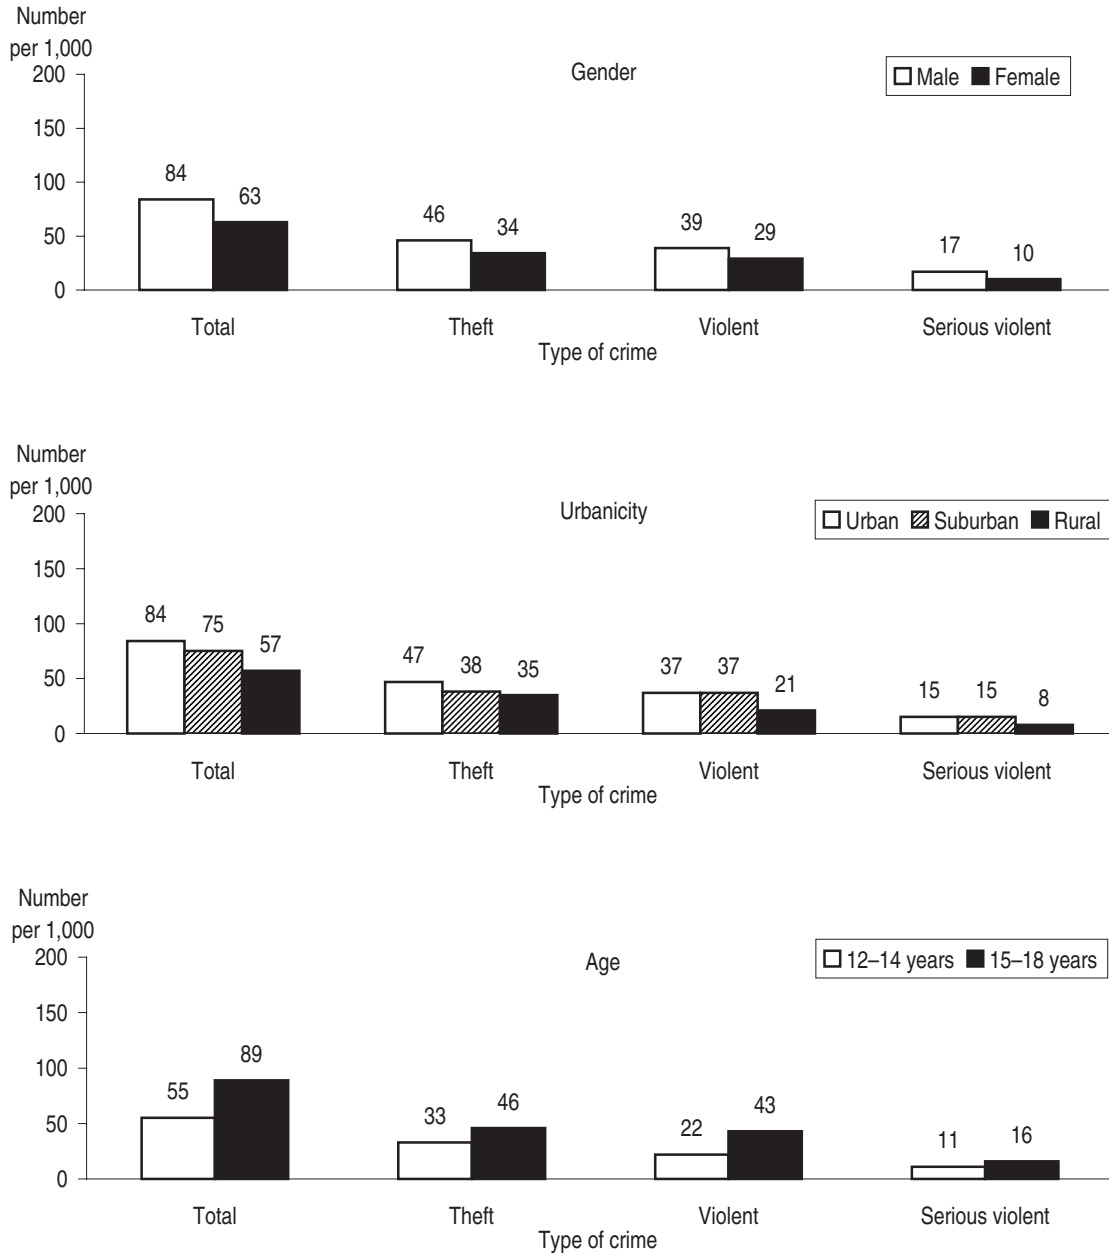 Number
per 1,000
Gender
Male Female
200
150
100
50
0
84 63 46 34 39 29 17 10
Total Theft Violent Serious violent
Type of crime
Number
per 1,000
Urbanicity
Urban Suburban Rural
200
150
100
50
0
84 75 57 47 38 35 37 37 21 15 15 8
Total Theft Violent Serious violent
Type of crime
Number
per 1,000
Age
12–14 years 15–18 years
200
150
100
50
0
55 89 33 46 22 43 11 16
Total Theft Violent Serious violent
Type of crime